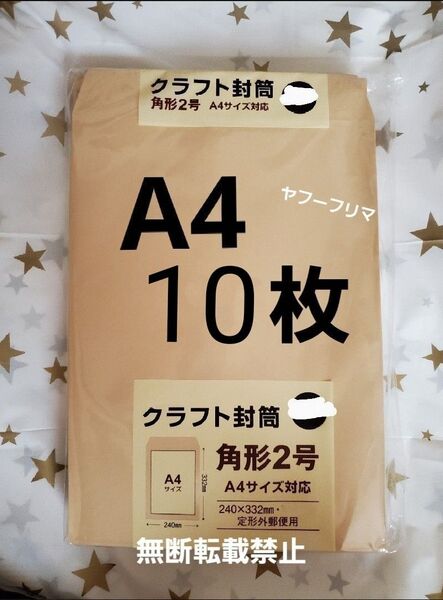 クラフト封筒
角形2号 A4サイズ対応
ヤフーフリマ
A4
10枚
クラフト封筒
角形2号
A4サイズ対応
240×332㎜・
定形外郵便用
A4
サイズ
332㎜
240㎜
無断転載禁止